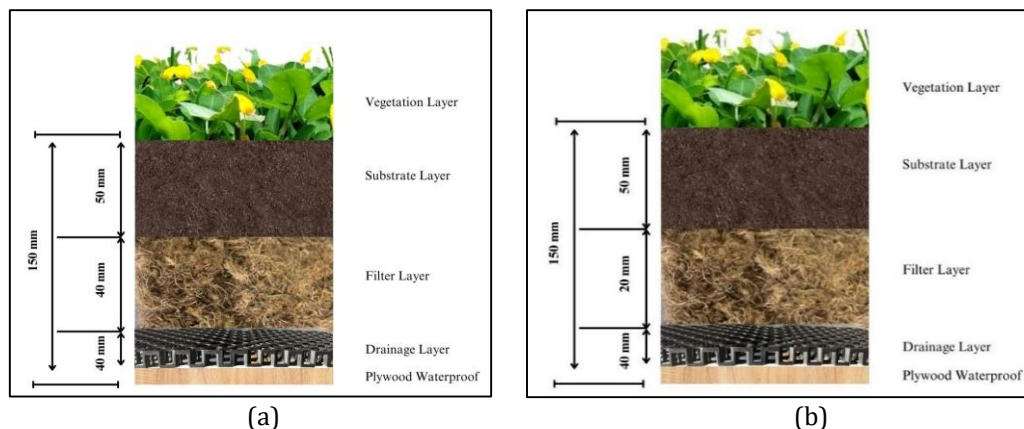 Vegetation Layer
Substrate Layer
Filter Layer
Drainage Layer
Plywood Waterproof
150 mm
50 mm
40 mm
40 mm
(a)
Vegetation Layer
Substrate Layer
Filter Layer
Drainage Layer
Plywood Waterproof
150 mm
50 mm
20 mm
40 mm
(b)